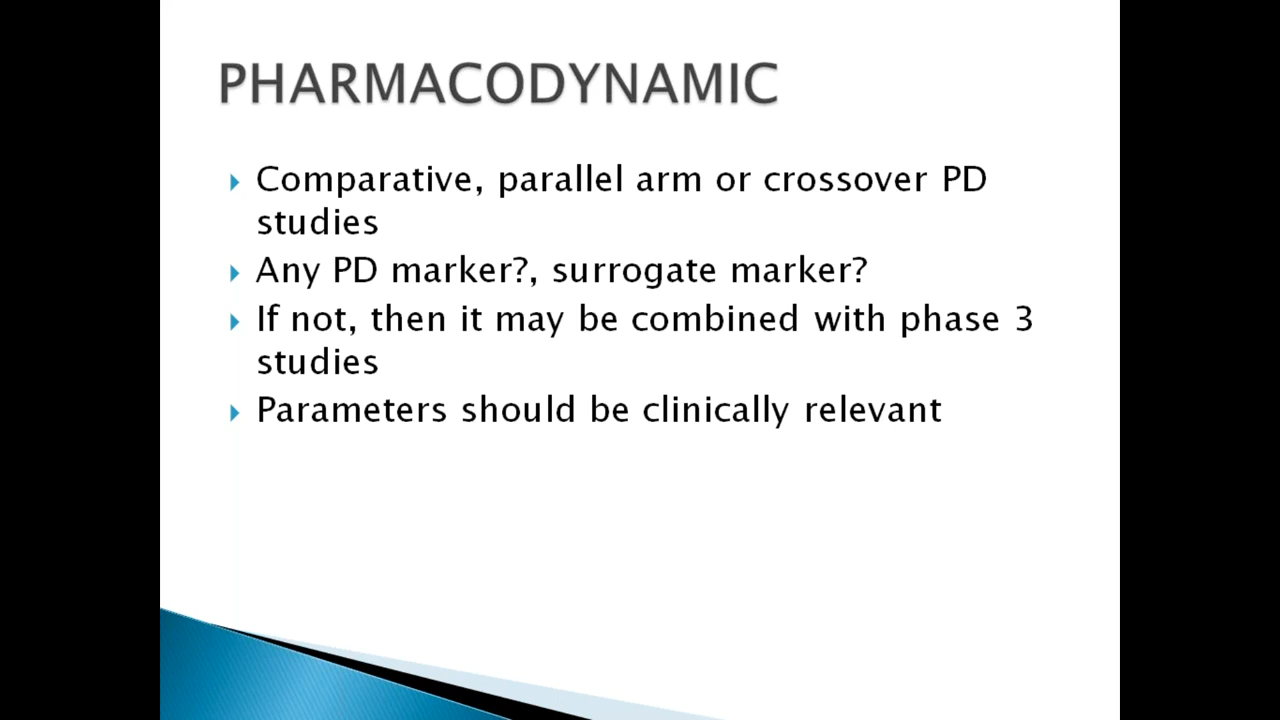 PHARMACODYNAMIC
Comparative, parallel arm or crossover PD
studies
Any PD marker?, surrogate marker?
If not, then it may be combined with phase 3
studies
Parameters should be clinically relevant